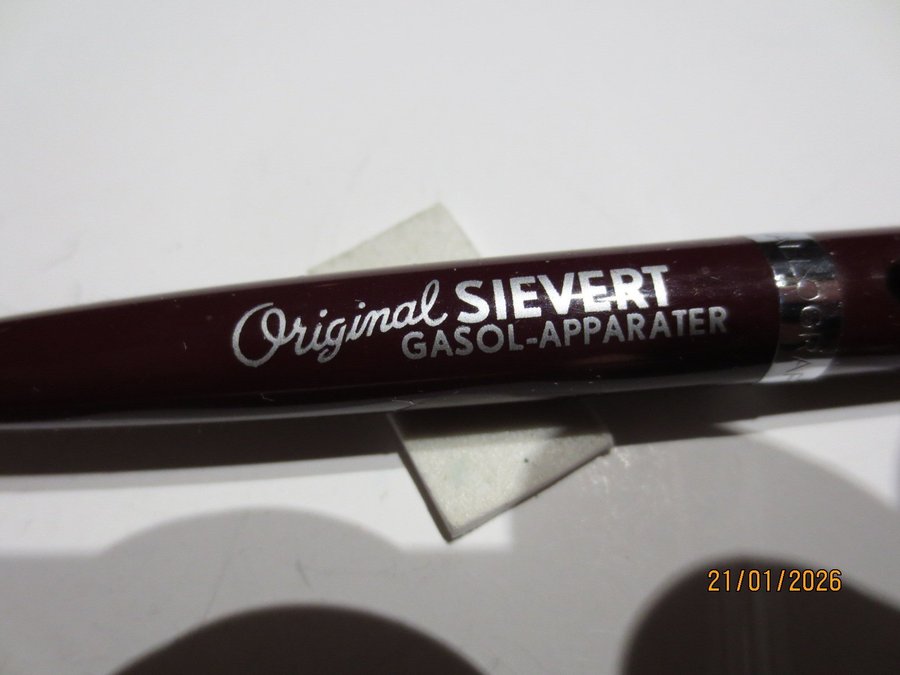 Original SIEVERT
GASOL-APPARATER
21/01/2026